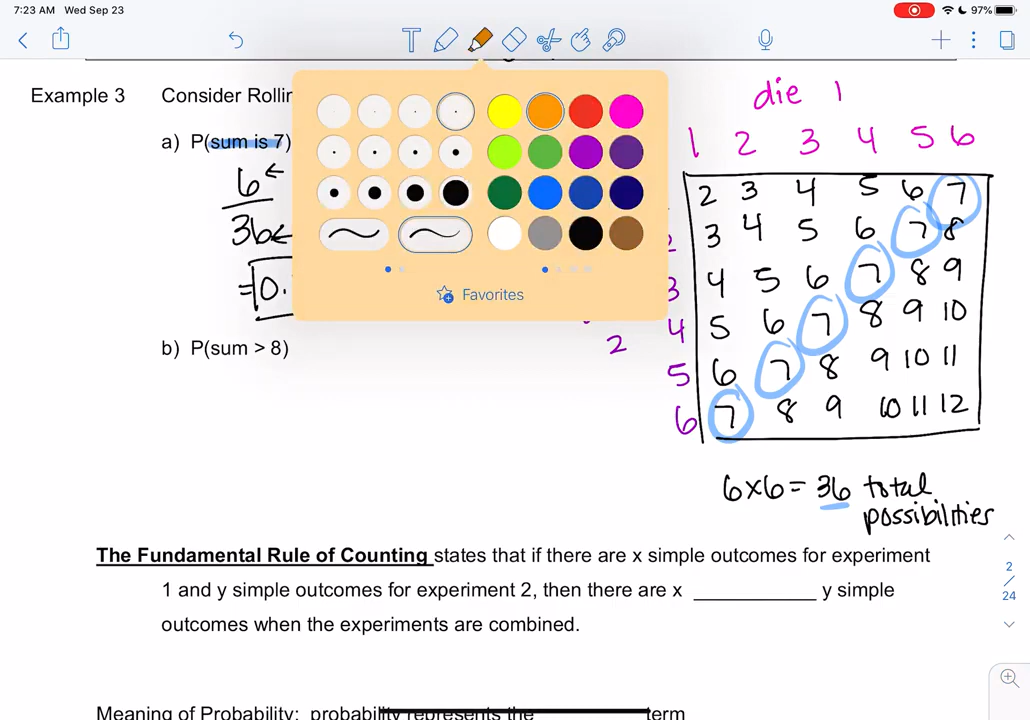 7:23 AM Wed Sep 23
97%
T
Example 3 Consider Rollin
die 1
1 2 3 4 5 6
a) P(sum is 7)
6
36
=0.
2 3 4 5 6 7
3 4 5 6 7 8
3 4 5 6 7 8 9
4 5 6 7 8 9 10
2
5 6 7 8 9 10 11
6 7 8 9 10 11 12
Favorites
b) P(sum > 8)
6x6 = 36 total
possibilities
The Fundamental Rule of Counting states that if there are x simple outcomes for experiment
1 and y simple outcomes for experiment 2, then there are x ____________ y simple
outcomes when the experiments are combined.
2
/
24
Meaning of Probability: probability represents the term